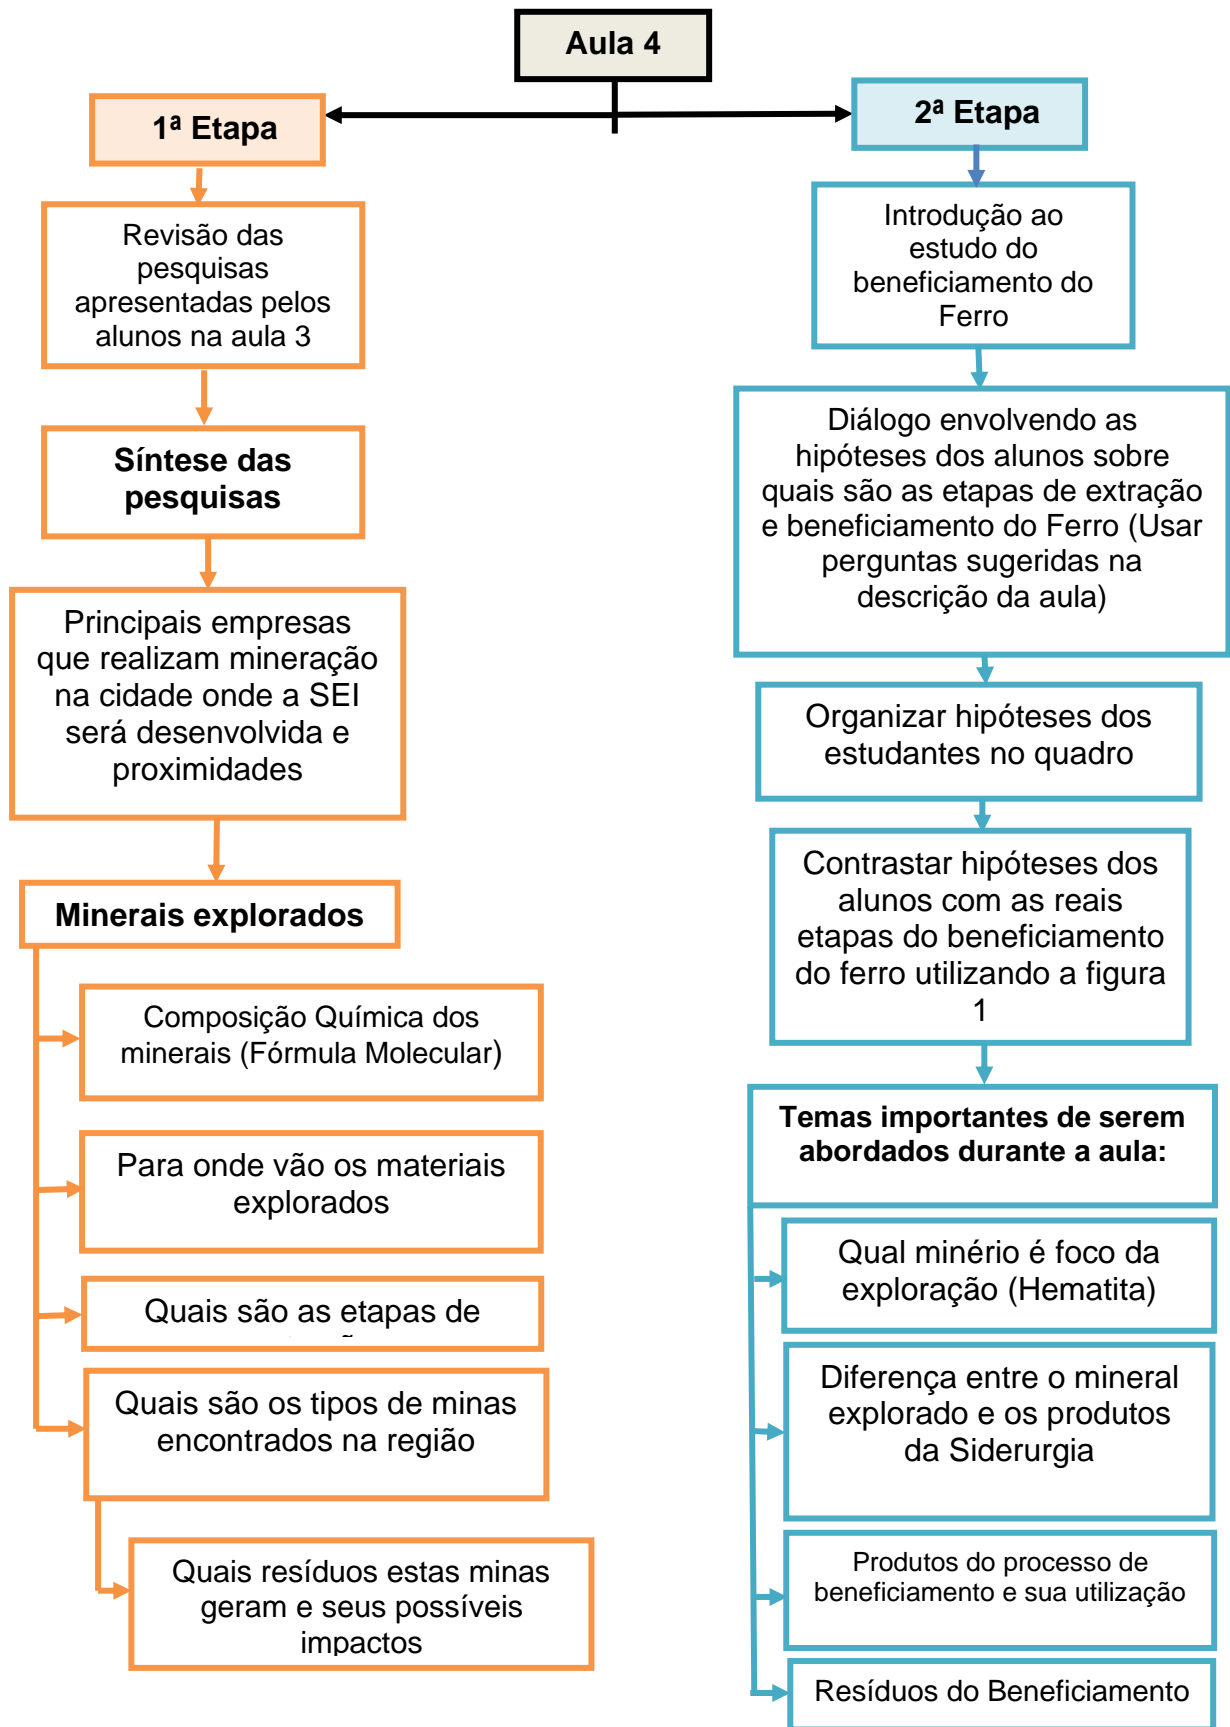 Aula 4
1ª Etapa
Revisão das
pesquisas
apresentadas pelos
alunos na aula 3
Síntese das
pesquisas
Principais empresas
que realizam mineração
na cidade onde a SEI
será desenvolvida e
proximidades
Minerais explorados
Composição Química dos
minerais (Fórmula Molecular)
Para onde vão os materiais
explorados
Quais são as etapas de
Quais são os tipos de minas
encontrados na região
Quais resíduos estas minas
geram e seus possíveis
impactos
2ª Etapa
Introdução ao
estudo do
beneficiamento do
Ferro
Diálogo envolvendo as
hipóteses dos alunos sobre
quais são as etapas de extração
e beneficiamento do Ferro (Usar
perguntas sugeridas na
descrição da aula)
Organizar hipóteses dos
estudantes no quadro
Contrastar hipóteses dos
alunos com as reais
etapas do beneficiamento
do ferro utilizando a figura
1
Temas importantes de serem
abordados durante a aula:
Qual minério é foco da
exploração (Hematita)
Diferença entre o mineral
explorado e os produtos
da Siderurgia
Produtos do processo de
beneficiamento e sua utilização
Resíduos do Beneficiamento